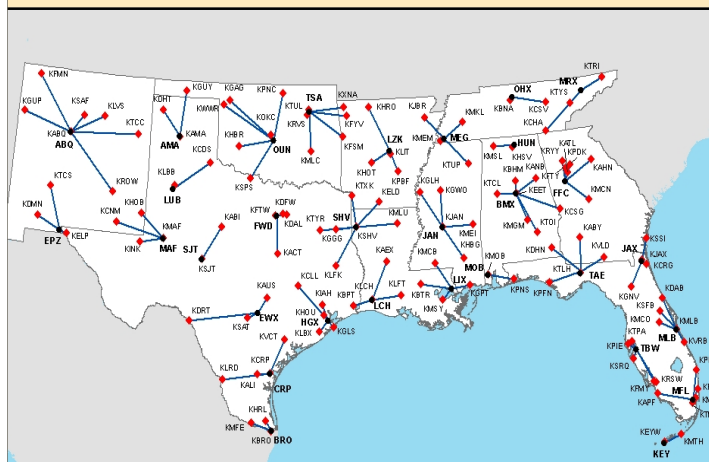 KFMN
KGUP
KSAF
KLVS
KTCC
KABQ
ABQ
KROW
KTCS
KDMN
EPZ
KELP
KDHT
KGUY
KAMA
AMA
KCDS
KLBB
LUB
KHOB
KCNM
KMAF
KINK
MAF
KABI
SJT
KSJT
KGAG
KPNC
KWWR
KOKC
KHBR
OUN
KSPS
TSA
KXNA
KTUL
KRVS
KFYV
KFSM
KMLC
KHRO
KJBR
LZK
KLIT
KHOT
KPBF
KTXK
KELD
KMLU
SHV
KTYR
KGGG
KSHV
KLFK
KDFW
KFTW
FWD
KDAL
KACT
KAUS
EWX
KDRT
KSAT
KCLL
KIAH
KHOU
HGX
KLBX
KGLS
KVCT
KLRD
KCRP
KALI
CRP
KHRL
KMFE
KBRO
BRO
KAEX
KLCH
KLFT
KBPT
LCH
MEG
KMKL
KMEM
KTUP
KGLH
KGWO
KJAN
JAN
KMEI
KHBG
KMCB
LIX
KBTR
KGPT
KMSY
MOB
KMOB
KPNS
OHX
KBNA
KCSV
MRX
KTRI
KTYS
KCHA
HUN
KMSL
KHSV
KBHM
KANB
KTCL
KEET
BMX
KMGM
KTOI
KCSG
KATL
KRYY
KPDK
KFTY
KAHN
FFC
KMCN
KABY
KDHN
KVLD
KTLH
TAE
KPFN
KSSI
JAX
KJAX
KCRG
KGNV
KDAB
KSFB
KMCO
KMLB
MLB
KVRB
KTPA
KPIE
TBW
KSRQ
KRSW
KFMY
KAPF
MFL
KEYW
KMTH
KEY